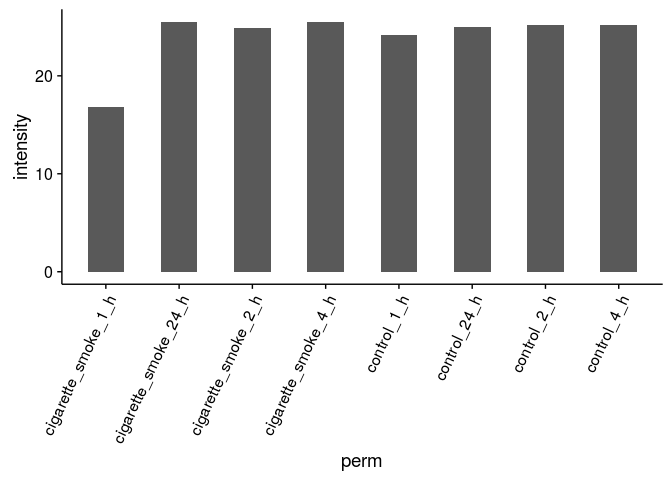 intensity
20
10
0
cigarette_smoke_1_h
cigarette_smoke_24_h
cigarette_smoke_2_h
cigarette_smoke_4_h
control_1_h
control_24_h
control_2_h
control_4_h
perm